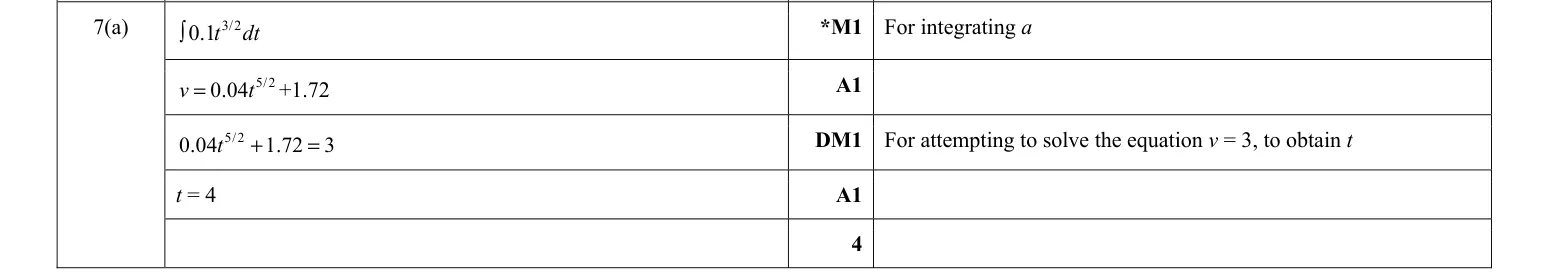 7(a) ∫0.1t^{3/2}dt *M1 For integrating a
v = 0.04t^{5/2}+1.72 A1
0.04t^{5/2} +1.72 = 3 DM1 For attempting to solve the equation v = 3, to obtain t
t = 4 A1
4